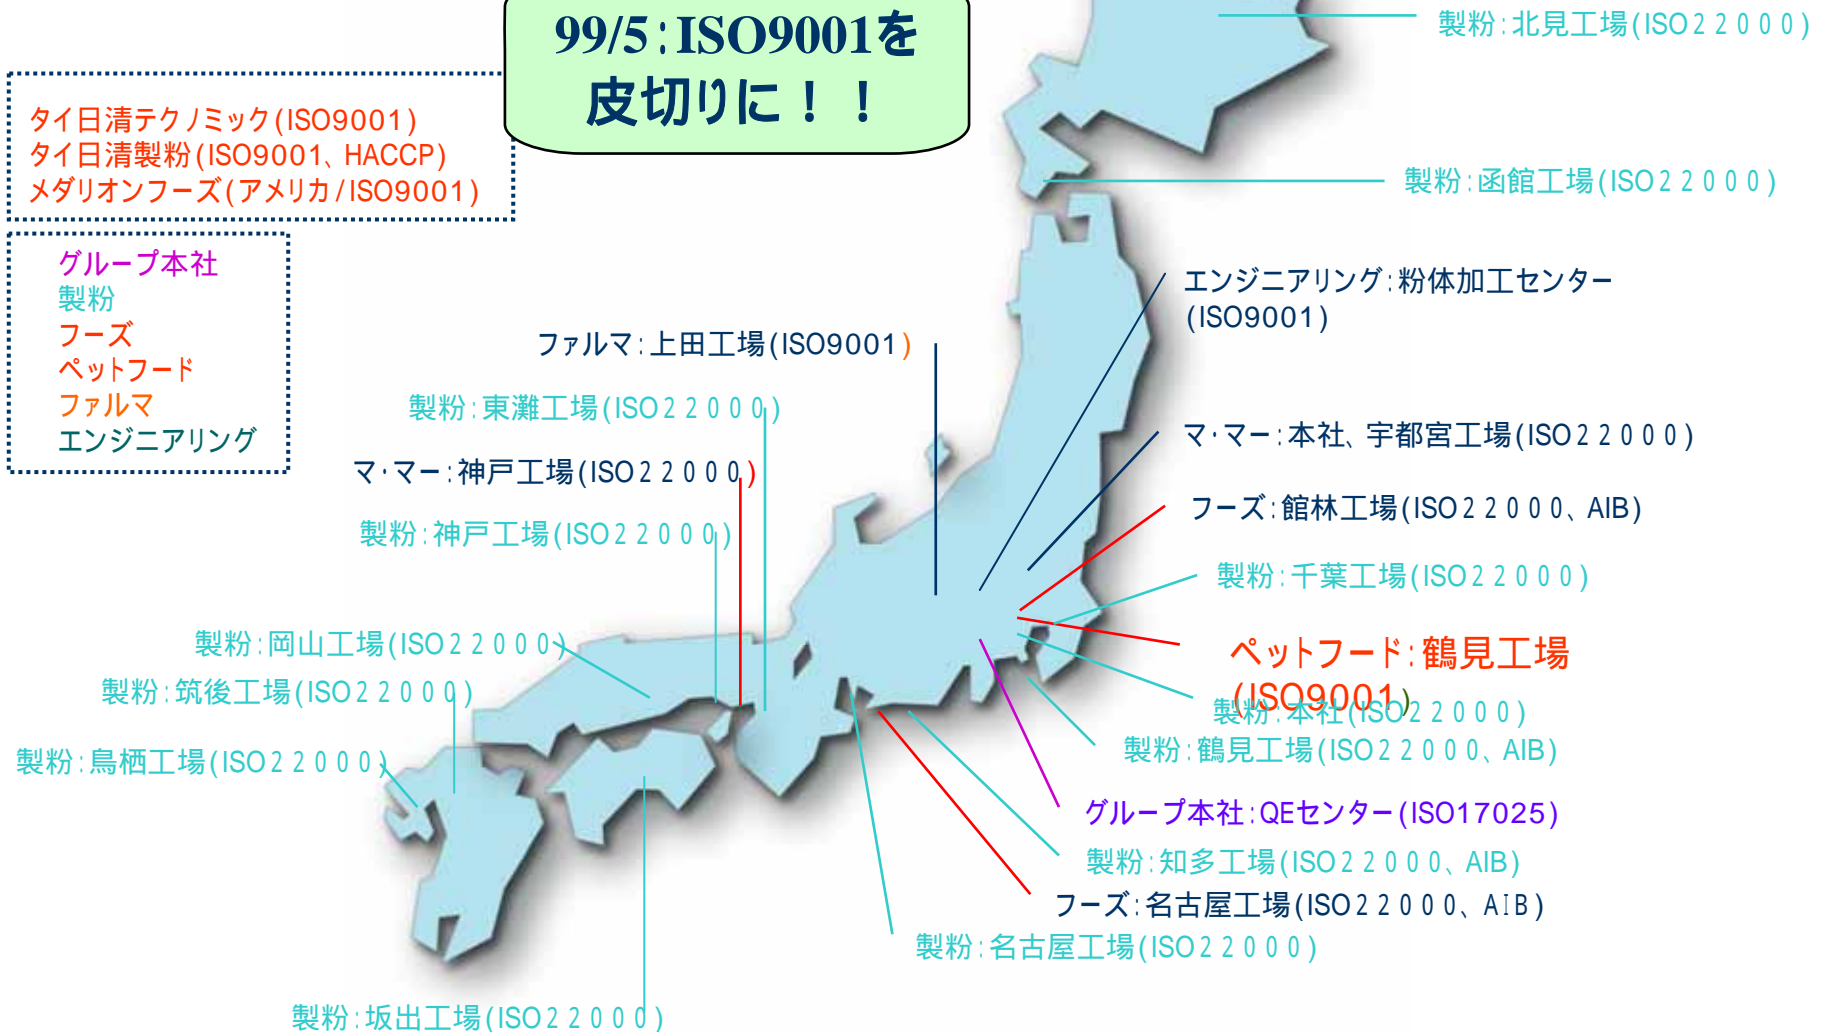 99/5:ISO9001を
皮切りに！！
タイ日清テクノミック(ISO9001)
タイ日清製粉(ISO9001、HACCP)
メダリオンフーズ(アメリカ/ISO9001)
グループ本社
製粉
フーズ
ペットフード
ファルマ
エンジニアリング
製粉:北見工場(ISO２２０００)
製粉:函館工場(ISO２２０００)
エンジニアリング:粉体加工センター
(ISO9001)
ファルマ:上田工場(ISO9001)
製粉:東灘工場(ISO２２０００)
マ・マー:本社、宇都宮工場(ISO２２０００)
マ・マー:神戸工場(ISO２２０００)
フーズ:館林工場(ISO２２０００、AIB)
製粉:神戸工場(ISO２２０００)
製粉:千葉工場(ISO２２０００)
製粉:岡山工場(ISO２２０００)
ペットフード:鶴見工場
(ISO9001)
製粉:筑後工場(ISO２２０００)
製粉:本社(ISO２２０００)
製粉:鶴見工場(ISO２２０００、AIB)
製粉:鳥栖工場(ISO２２０００)
グループ本社:QEセンター(ISO17025)
製粉:知多工場(ISO２２０００、AIB)
フーズ:名古屋工場(ISO２２０００、AIB)
製粉:名古屋工場(ISO２２０００)
製粉:坂出工場(ISO２２０００)